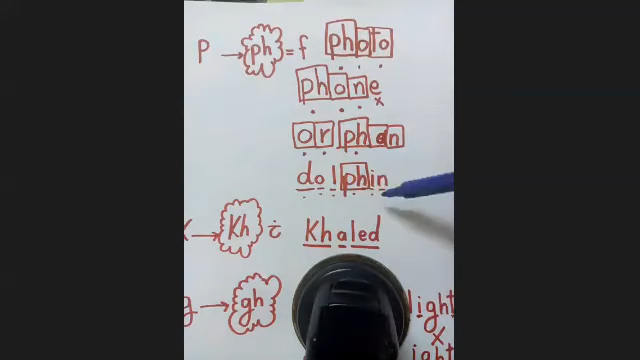 P → ph = f photo
phone
x
orphan
dolphin
K → Kh خ Khaled
g → gh light
x